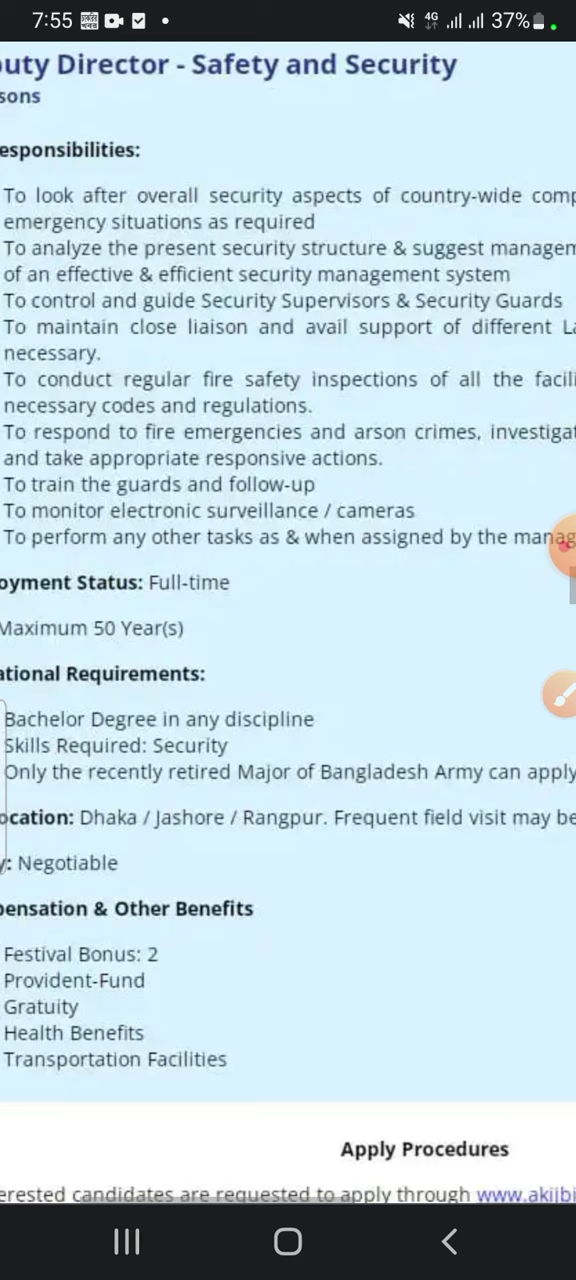 7:55
4G
37%
uty Director - Safety and Security
sons
esponsibilities:
To look after overall security aspects of country-wide comp
emergency situations as required
To analyze the present security structure & suggest managem
of an effective & efficient security management system
To control and guide Security Supervisors & Security Guards
To maintain close liaison and avail support of different La
necessary.
To conduct regular fire safety inspections of all the facili
necessary codes and regulations.
To respond to fire emergencies and arson crimes, investigat
and take appropriate responsive actions.
To train the guards and follow-up
To monitor electronic surveillance / cameras
To perform any other tasks as & when assigned by the manag
oyment Status: Full-time
Maximum 50 Year(s)
ational Requirements:
Bachelor Degree in any discipline
Skills Required: Security
Only the recently retired Major of Bangladesh Army can apply
ocation: Dhaka / Jashore / Rangpur. Frequent field visit may be
y: Negotiable
pensation & Other Benefits
Festival Bonus: 2
Provident-Fund
Gratuity
Health Benefits
Transportation Facilities
Apply Procedures
erested candidates are requested to apply through www.akijbi